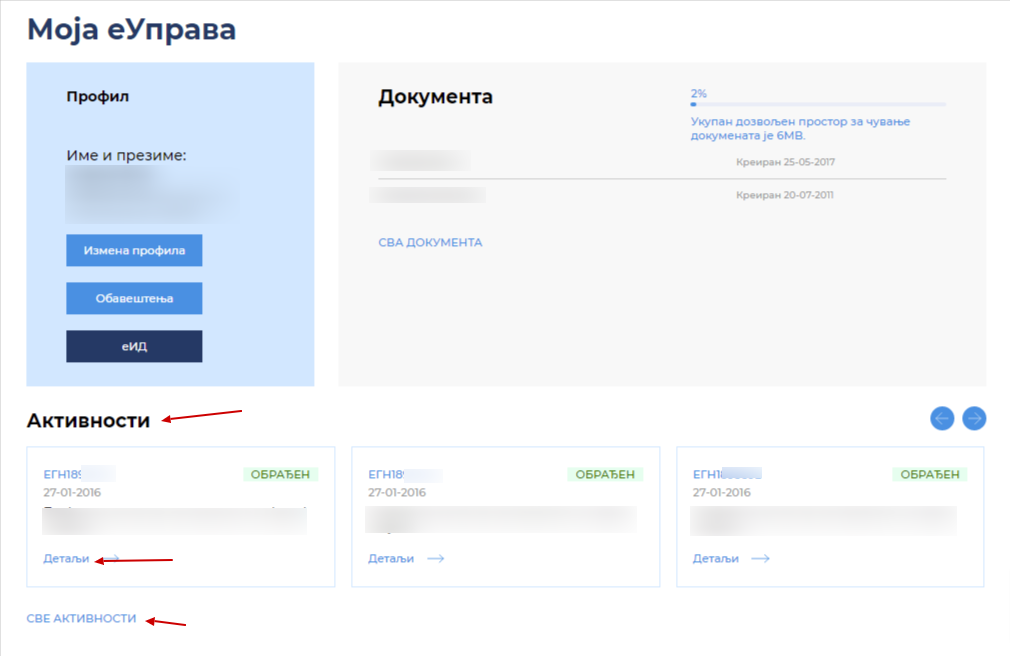 Моја еУправа
Профил
Име и презиме:
Измена профила
Обавештења
еИД
Документа
2%
Укупан дозвољен простор за чување
докумената је 6MB.
Креиран 25-05-2017
Креиран 20-07-2011
СВА ДОКУМЕНТА
Активности
ЕГН189 ОБРАЂЕН
27-01-2016
Детаљи
ЕГН18 ОБРАЂЕН
27-01-2016
Детаљи
ЕГН1 ОБРАЂЕН
27-01-2016
Детаљи
СВЕ АКТИВНОСТИ